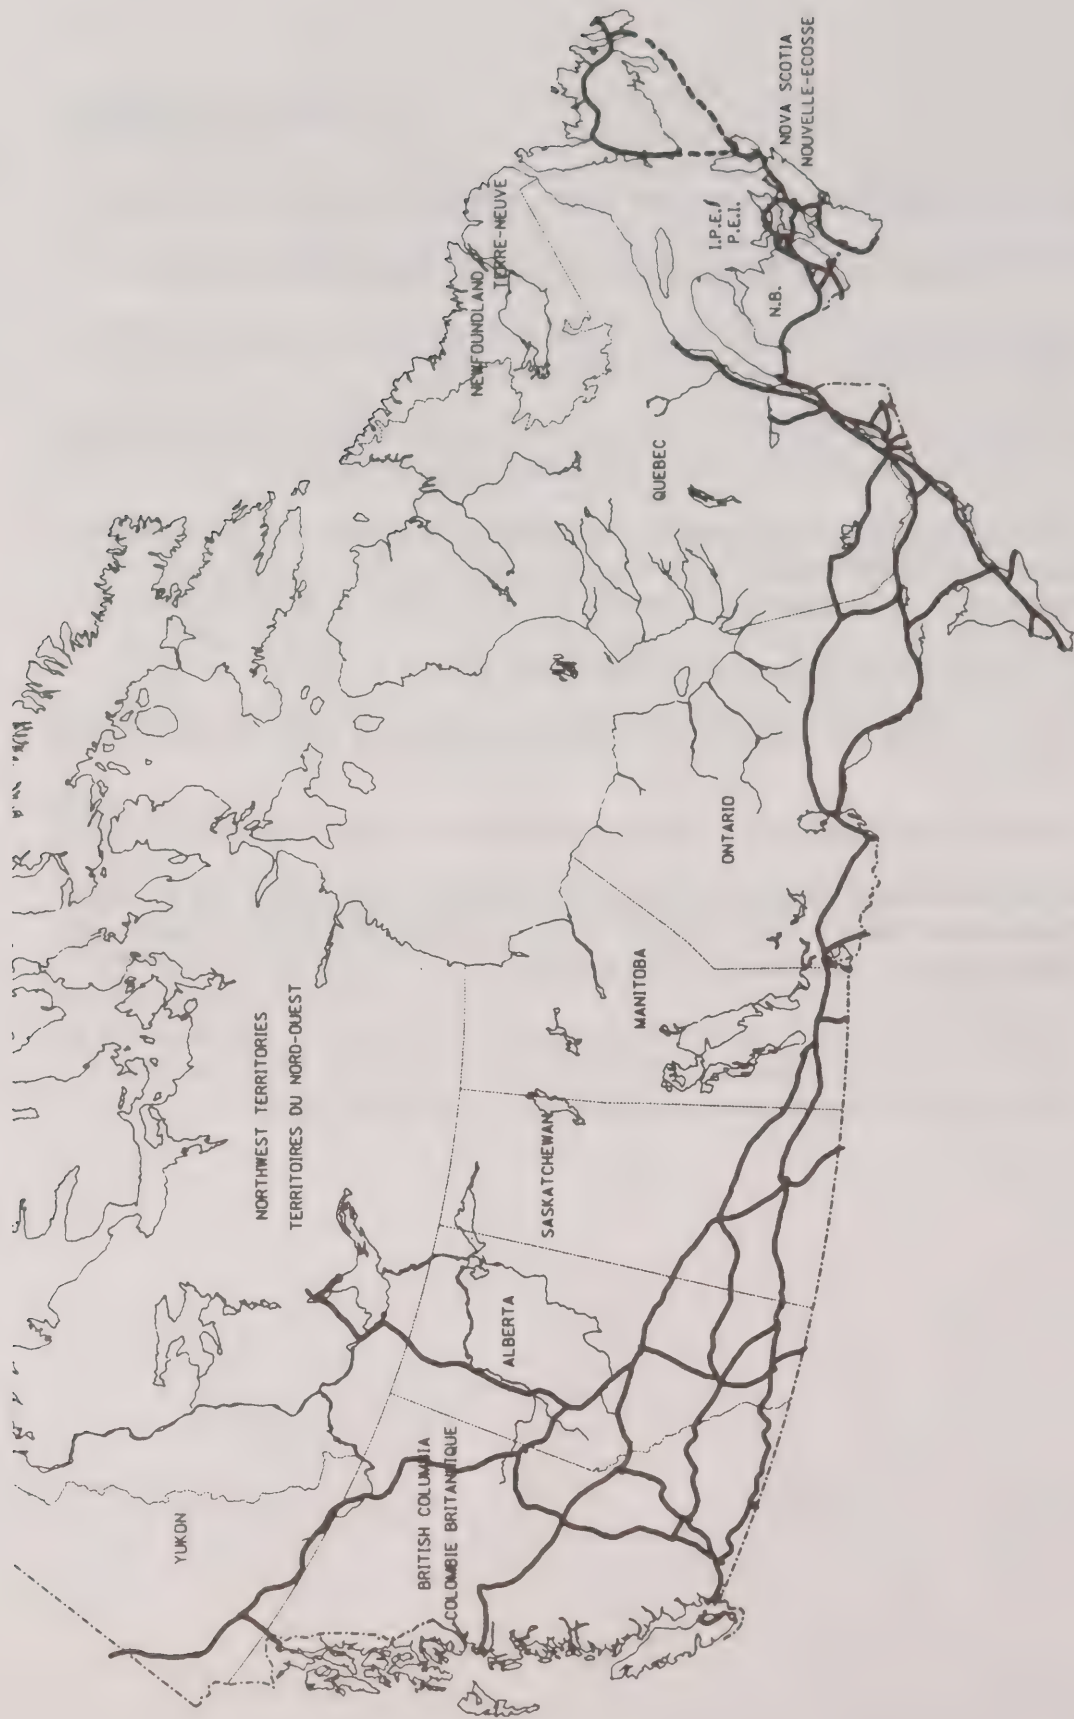 YUKON
NORTHWEST TERRITORIES
TERRITOIRES DU NORD-OUEST
BRITISH COLUMBIA
COLOMBIE BRITANNIQUE
ALBERTA
SASKATCHEWAN
MANITOBA
ONTARIO
QUEBEC
NEWFOUNDLAND
TERRE-NEUVE
I.P.E./
P.E.I.
N.B.
NOVA SCOTIA
NOUVELLE-ECOSSE